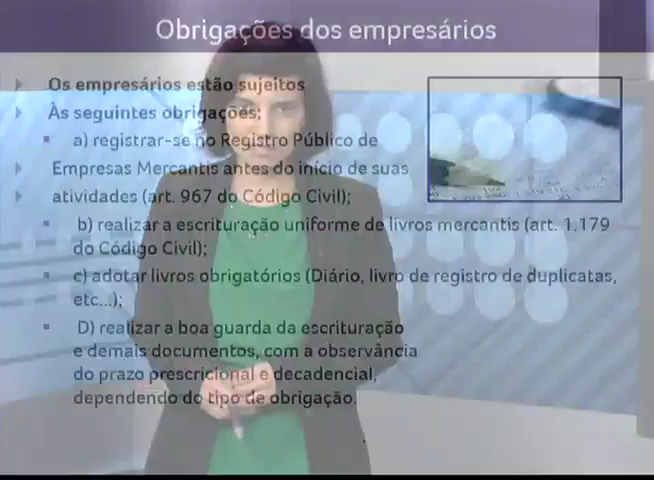 Obrigações dos empresários
Os empresários estão sujeitos
Às seguintes obrigações:
a) registrar-se no Registro Público de
Empresas Mercantis antes do início de suas
atividades (art. 967 do Código Civil);
b) realizar a escrituração uniforme de livros mercantis (art. 1.179
do Código Civil);
c) adotar livros obrigatórios (Diário, livro de registro de duplicatas,
etc...);
D) realizar a boa guarda da escrituração
e demais documentos, com a observância
do prazo prescricional e decadencial,
dependendo do tipo de obrigação.